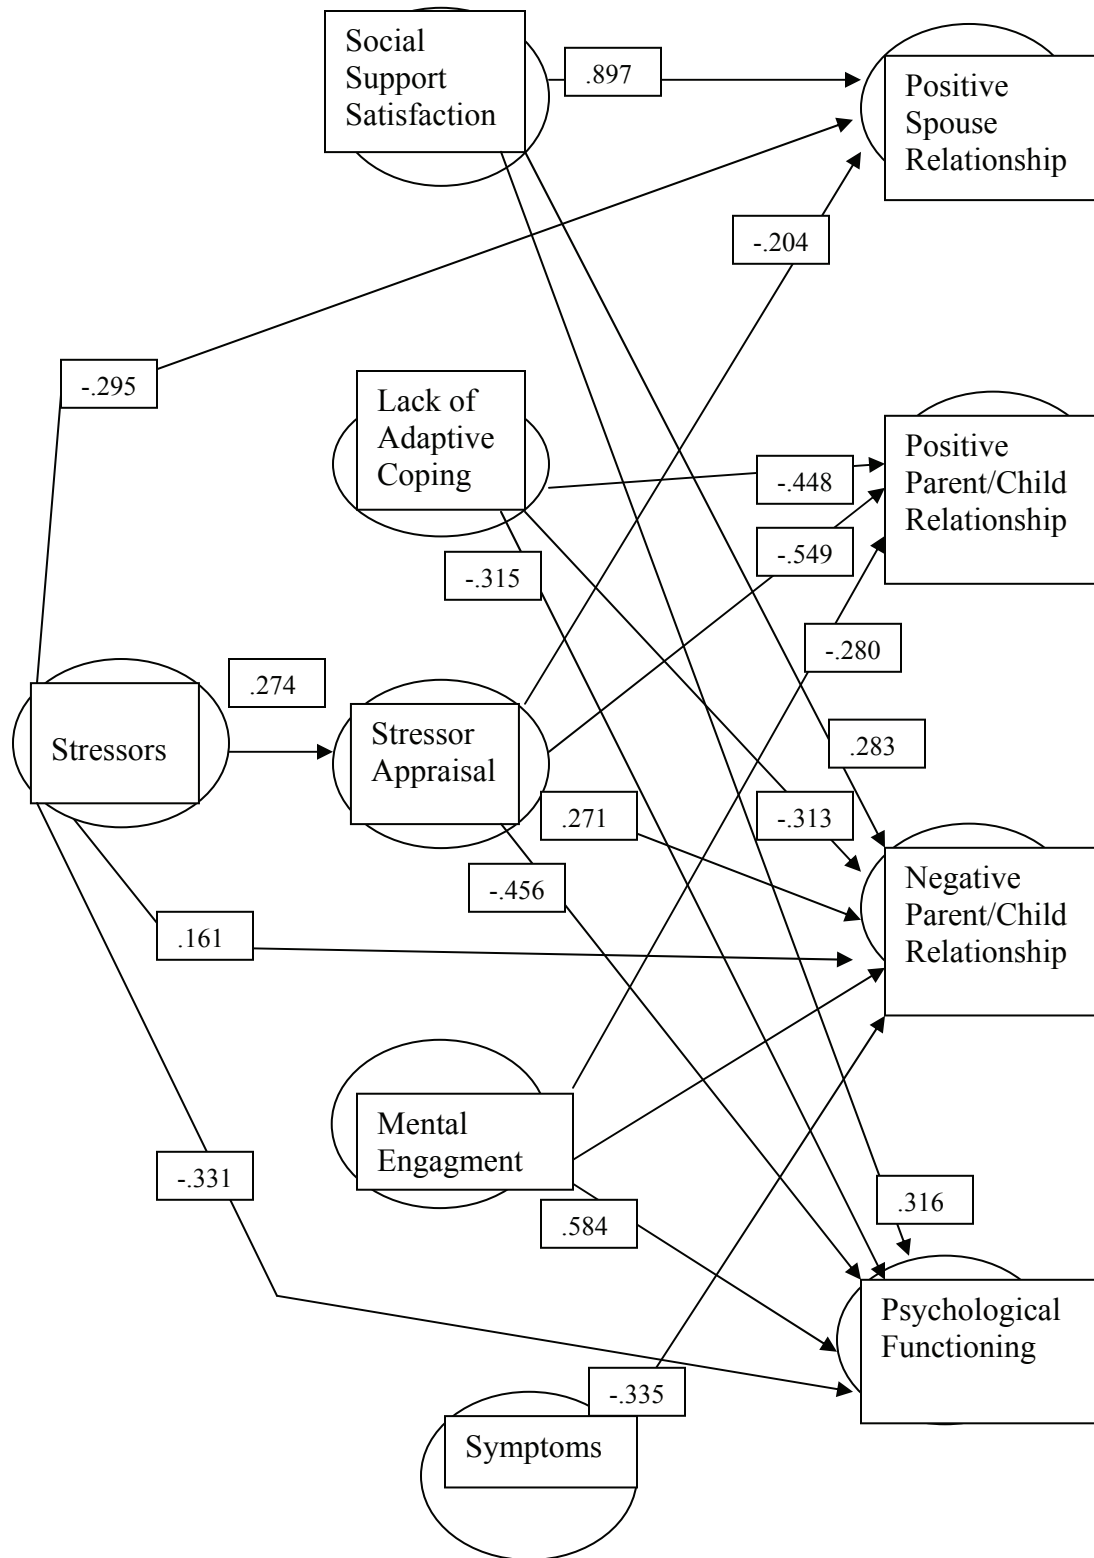 Social
Support
Satisfaction
.897
Positive
Spouse
Relationship
-.204
-.295
Lack of
Adaptive
Coping
Positive
Parent/Child
Relationship
-.448
-.549
-.315
-.280
.274
Stressors
Stressor
Appraisal
.283
.271
-.313
-.456
Negative
Parent/Child
Relationship
.161
Mental
Engagment
-.331
.584
.316
Psychological
Functioning
-.335
Symptoms